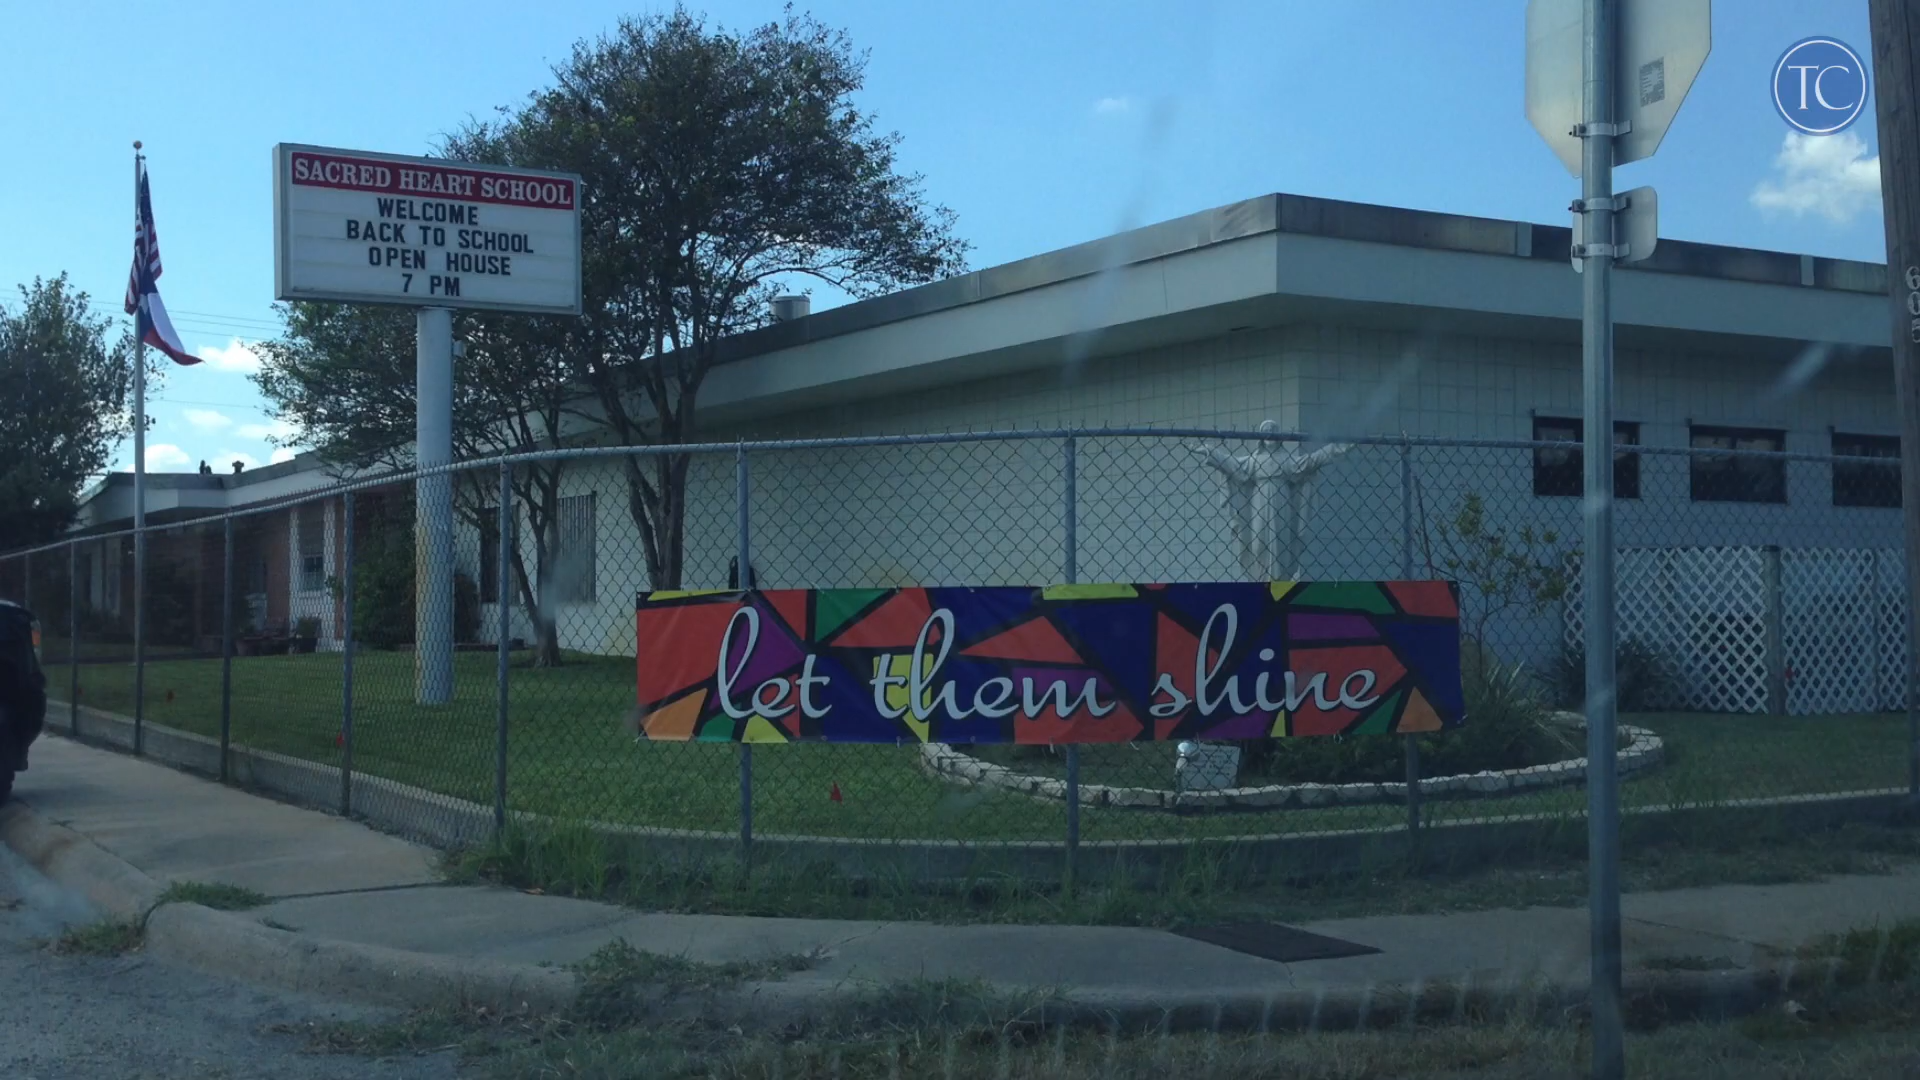 TC
SACRED HEART SCHOOL
WELCOME
BACK TO SCHOOL
OPEN HOUSE
7 PM
let them shine